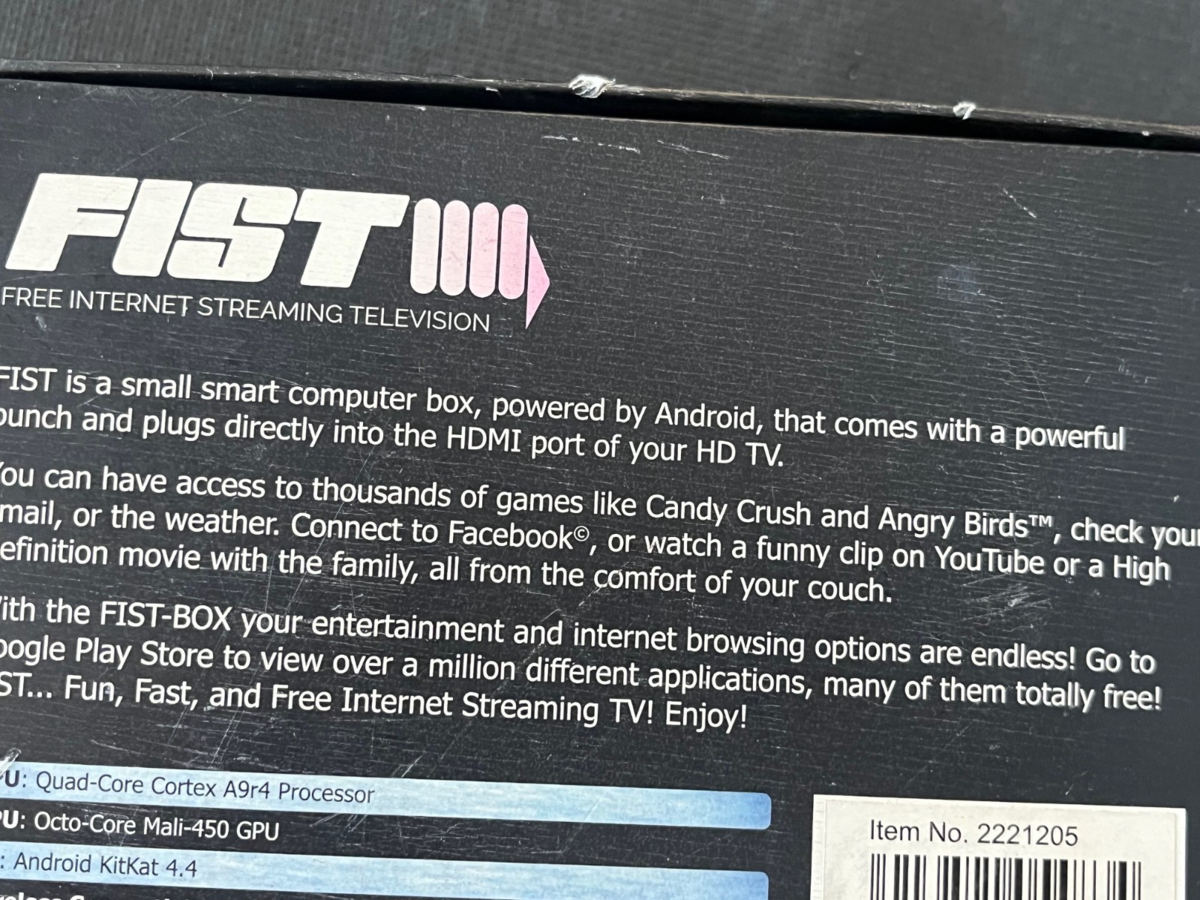 FIST
FREE INTERNET STREAMING TELEVISION
FIST is a small smart computer box, powered by Android, that comes with a powerful
punch and plugs directly into the HDMI port of your HD TV.
You can have access to thousands of games like Candy Crush and Angry Birds™, check your
mail, or the weather. Connect to Facebook©, or watch a funny clip on YouTube or a High
efinition movie with the family, all from the comfort of your couch.
ith the FIST-BOX your entertainment and internet browsing options are endless! Go to
oogle Play Store to view over a million different applications, many of them totally free!
ST... Fun, Fast, and Free Internet Streaming TV! Enjoy!
PU: Quad-Core Cortex A9r4 Processor
PU: Octo-Core Mali-450 GPU
: Android KitKat 4.4
Item No. 2221205